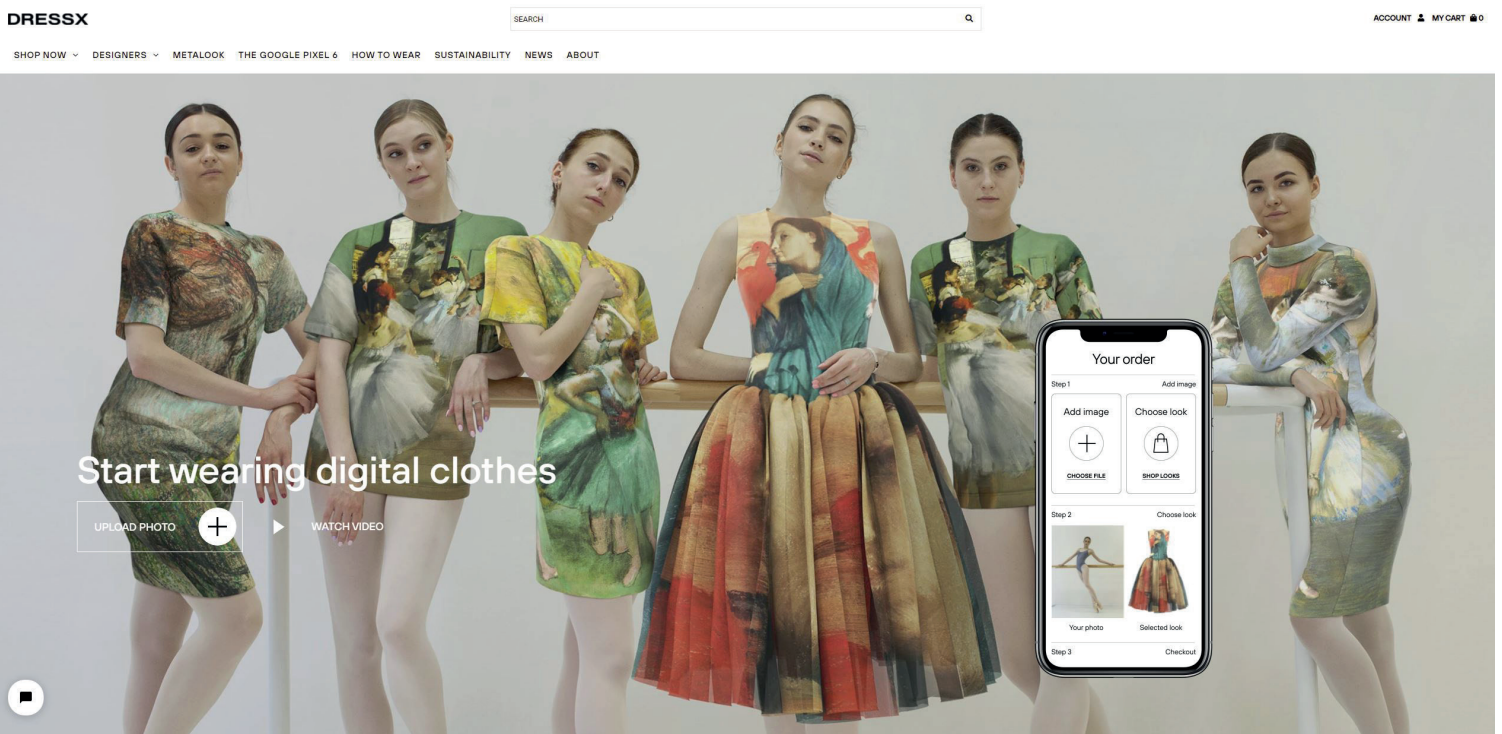 DRESSX
SEARCH
ACCOUNT MY CART 0
SHOP NOW DESIGNERS METALOOK THE GOOGLE PIXEL 6 HOW TO WEAR SUSTAINABILITY NEWS ABOUT
Start wearing digital clothes
UPLOAD PHOTO WATCH VIDEO
Your order
Step 1 Add image
Add image Choose look
CHOOSE FILE SHOP LOOKS
Step 2 Choose look
Your photo Selected look
Step 3 Checkout